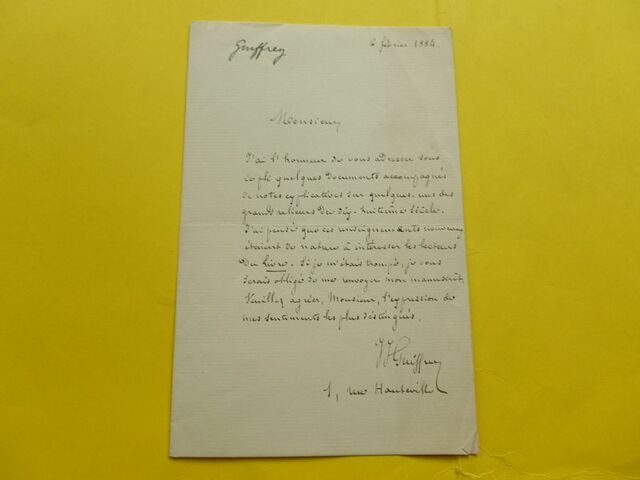 Guiffrey
6 février 1884.
Monsieur
J'ai l'honneur de vous adresser sous
ce pli quelques documents accompagnés
de notes explicatives sur quelques-uns des
grands relieurs du dix-huitième siècle.
J'ai pensé que ces renseignements nouveaux
étaient de nature à intéresser les lecteurs
du Livre. Si je m'étais trompé, je vous
serais obligé de me renvoyer mon manuscrit.
Veuillez agréer, Monsieur, l'expression de
mes sentiments les plus distingués.
JJ Guiffrey
1, rue Hauteville